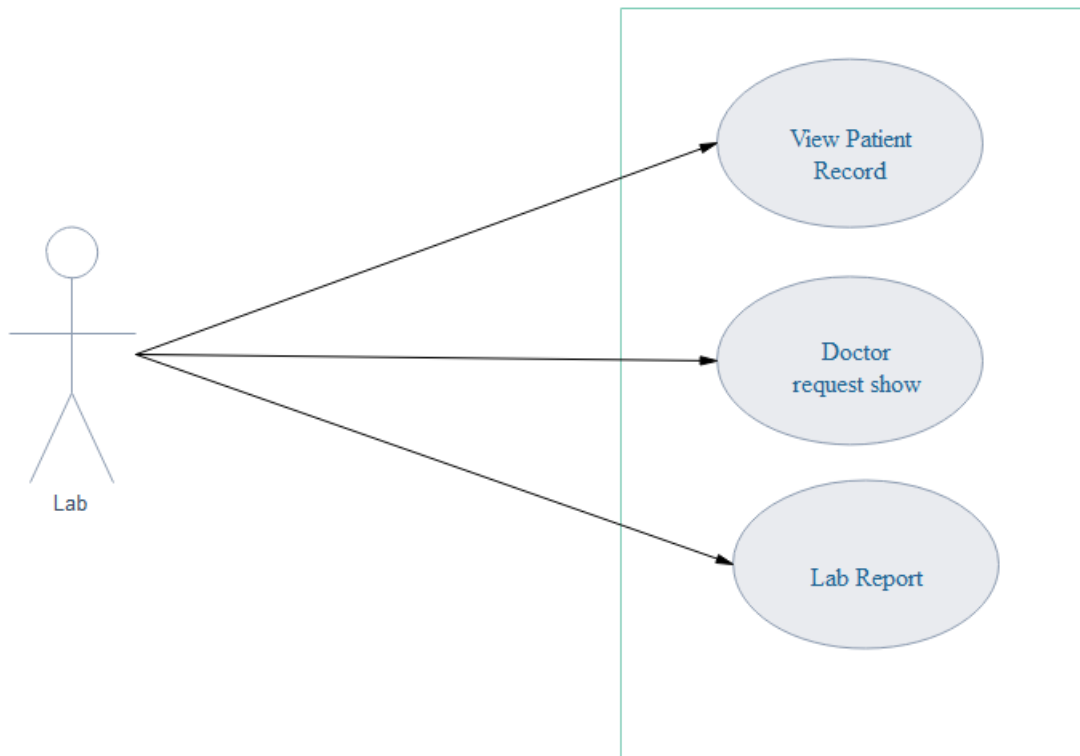 View Patient
Record
Doctor
request show
Lab
Lab Report